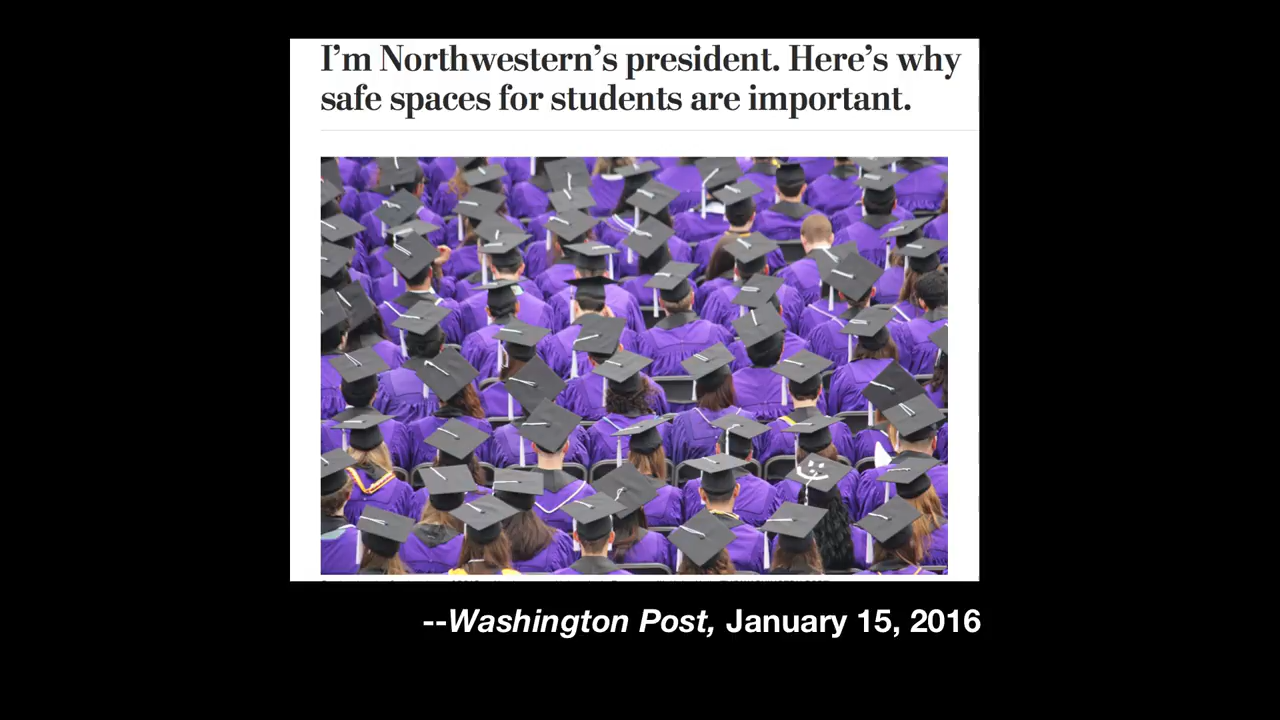 I'm Northwestern's president. Here's why
safe spaces for students are important.
--Washington Post, January 15, 2016